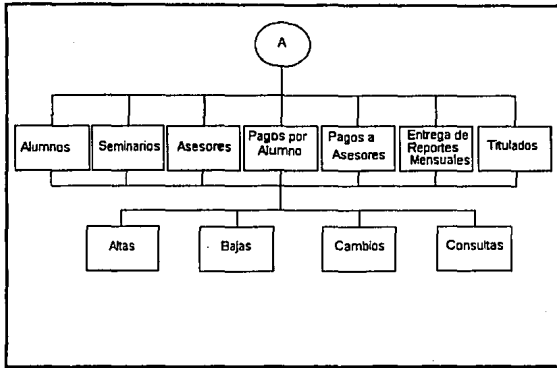 A
Alumnos
Seminarios
Asesores
Pagos por
Alumno
Pagos a
Asesores
Entrega de
Reportes
Mensuales
Titulados
Altas
Bajas
Cambios
Consultas